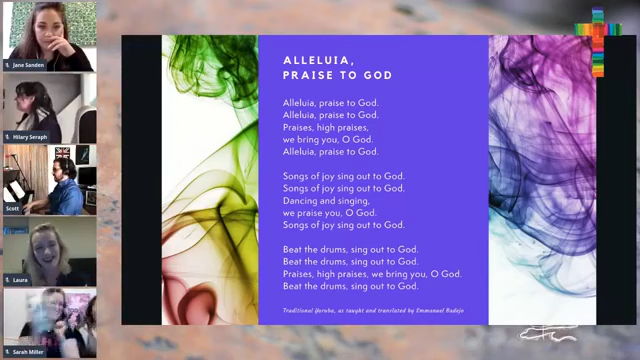 Jane Sanden
Hilary Seraph
Scott
Laura
Sarah Miller
ALLELUIA,
PRAISE TO GOD
Alleluia, praise to God.
Alleluia, praise to God.
Praises, high praises,
we bring you, O God.
Alleluia, praise to God.
Songs of joy sing out to God.
Songs of joy sing out to God.
Dancing and singing,
we praise you, O God.
Songs of joy sing out to God.
Beat the drums, sing out to God.
Beat the drums, sing out to God.
Praises, high praises, we bring you, O God.
Beat the drums, sing out to God.
Traditional Yoruba, as taught and translated by Emmanuel Badejo